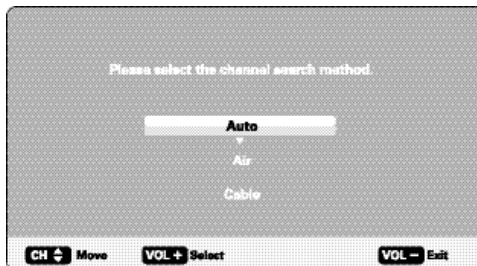 Please select the channel search method.
Auto
Air
Cable
CH Move VOL + Select VOL − Exit